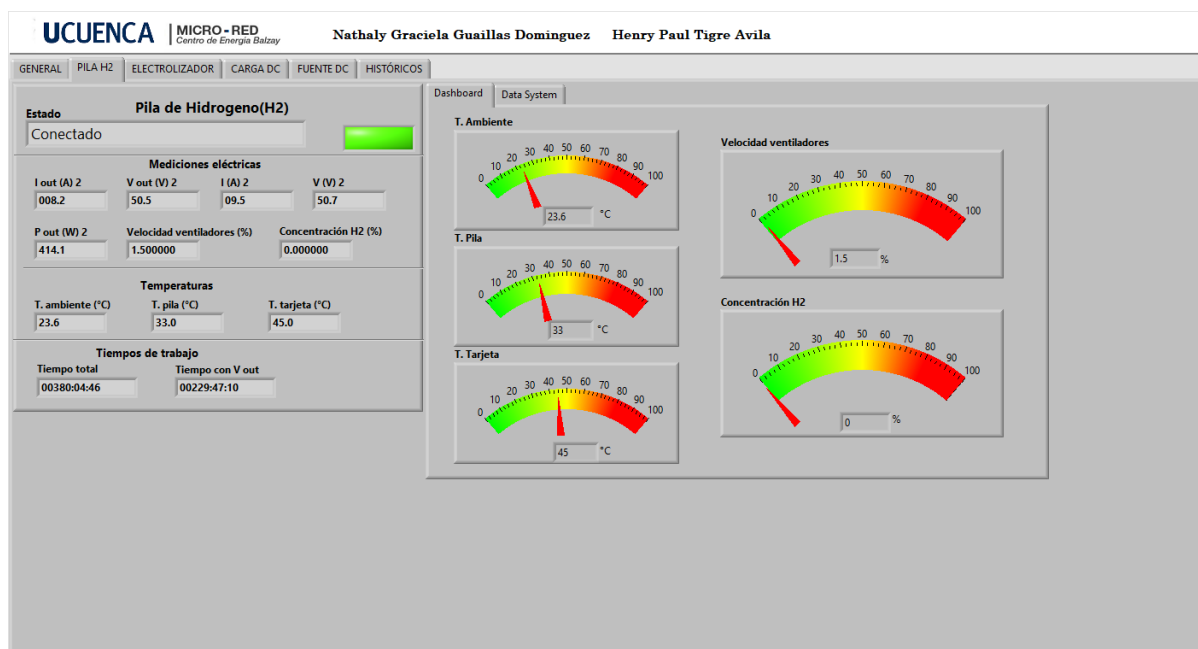 UCUENCA MICRO-RED Nathaly Graciela Guaillas Dominguez Henry Paul Tigre Avila
Centro de Energía Balzay
GENERAL PILA H2 ELECTROLIZADOR CARGA DC FUENTE DC HISTÓRICOS
Pila de Hidrogeno(H2)
Estado
Conectado
Mediciones eléctricas
I out (A) 2 V out (V) 2 I (A) 2 V (V) 2
008.2 50.5 09.5 50.7
P out (W) 2 Velocidad ventiladores (%) Concentración H2 (%)
414.1 1.500000 0.000000
Temperaturas
T. ambiente (°C) T. pila (°C) T. tarjeta (°C)
23.6 33.0 45.0
Tiempos de trabajo
Tiempo total Tiempo con V out
00380:04:46 00229:47:10
Dashboard Data System
T. Ambiente
0 10 20 30 40 50 60 70 80 90 100
23.6 °C
T. Pila
0 10 20 30 40 50 60 70 80 90 100
33 °C
T. Tarjeta
0 10 20 30 40 50 60 70 80 90 100
45 °C
Velocidad ventiladores
0 10 20 30 40 50 60 70 80 90 100
1.5 %
Concentración H2
0 10 20 30 40 50 60 70 80 90 100
0 %